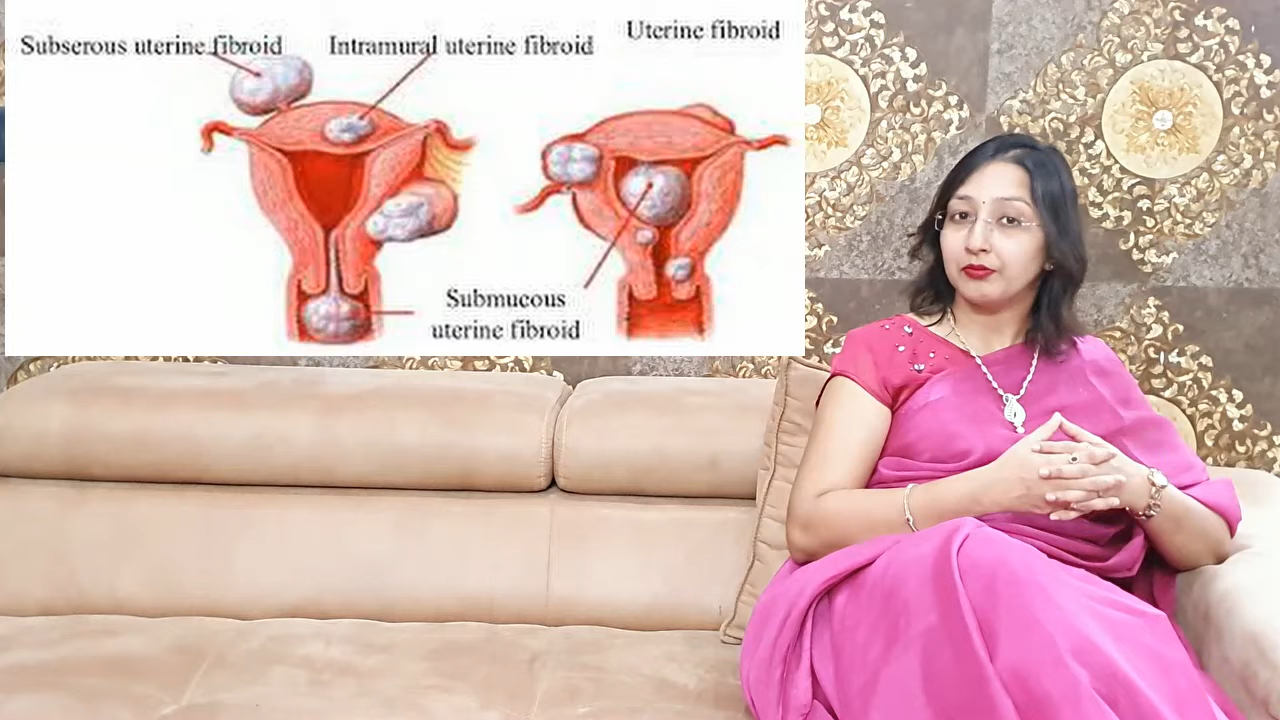 Subserous uterine fibroid
Intramural uterine fibroid
Uterine fibroid
Submucous
uterine fibroid